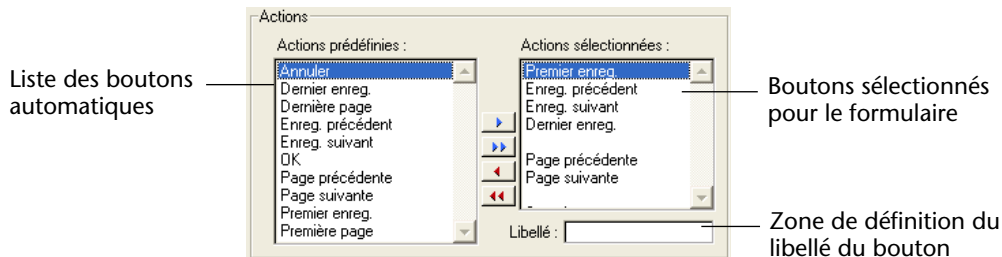 Actions
Actions prédéfinies :
Actions sélectionnées :
Liste des boutons
automatiques
Annuler
Dernier enreg.
Dernière page
Enreg. précédent
Enreg. suivant
OK
Page précédente
Page suivante
Premier enreg.
Première page
Premier enreg.
Enreg. précédent
Enreg. suivant
Dernier enreg.
Page précédente
Page suivante
Boutons sélectionnés
pour le formulaire
Libellé :
Zone de définition du
libellé du bouton